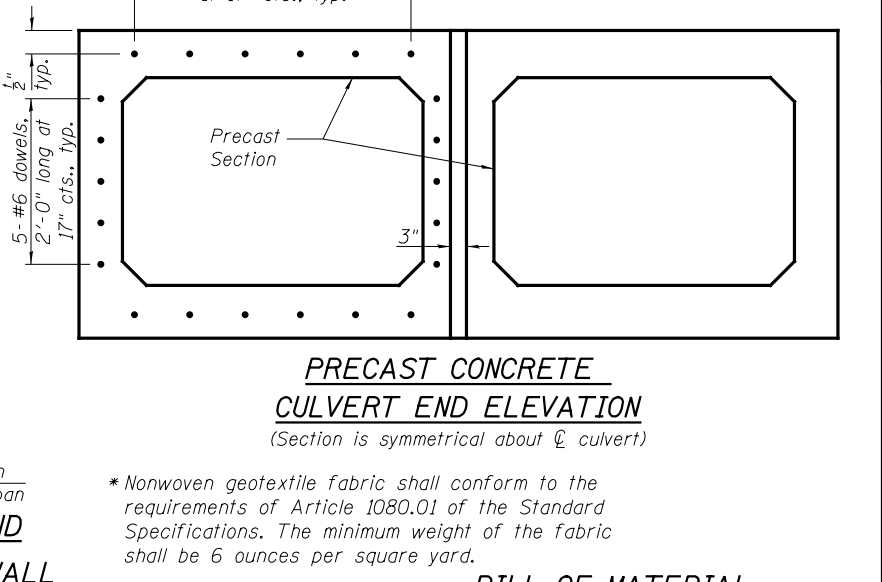 ½"
typ.
5-#6 dowels,
2'-0" long at
17" cts., typ.
Precast
Section
3"
PRECAST CONCRETE
CULVERT END ELEVATION
(Section is symmetrical about ℄ culvert)
* Nonwoven geotextile fabric shall conform to the
requirements of Article 1080.01 of the Standard
Specifications. The minimum weight of the fabric
shall be 6 ounces per square yard.
BILL OF MATERIAL